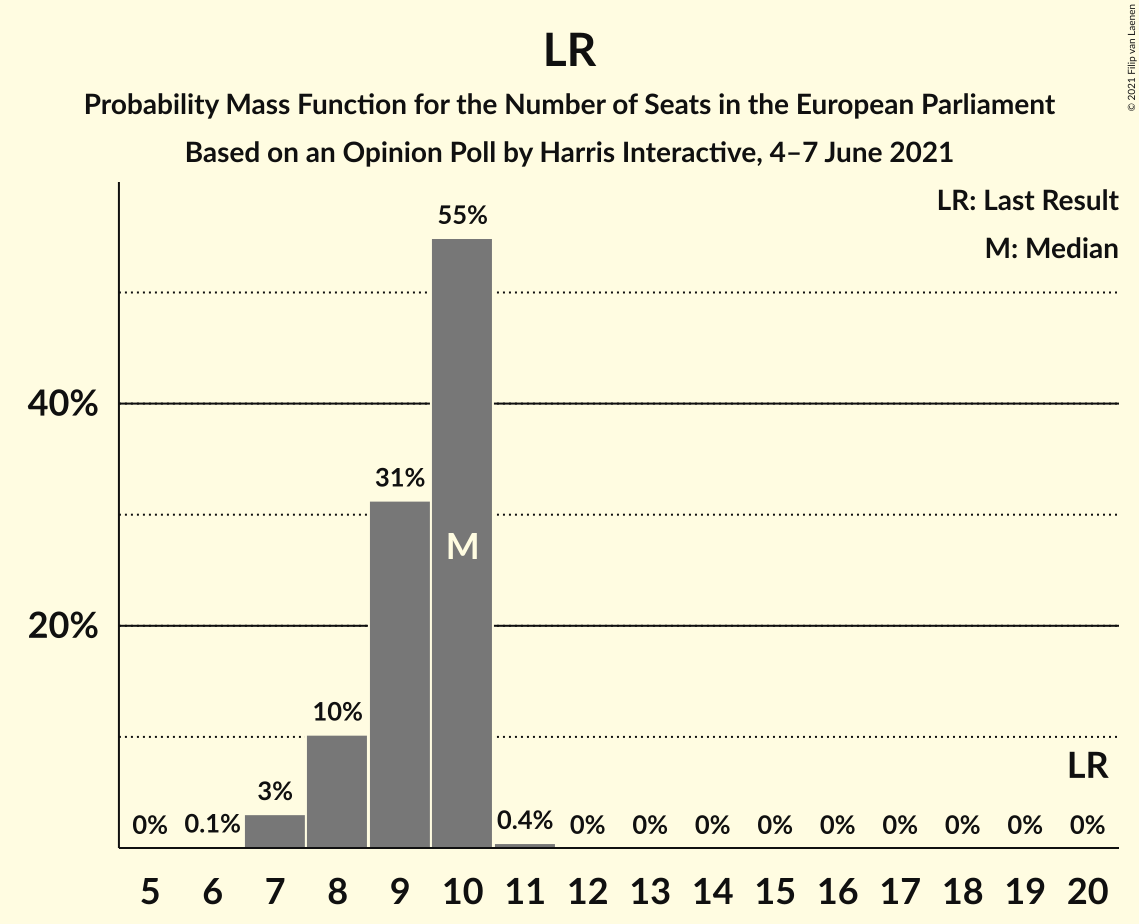 LR
Probability Mass Function for the Number of Seats in the European Parliament
Based on an Opinion Poll by Harris Interactive, 4–7 June 2021
© 2021 Filip van Laenen
LR: Last Result
M: Median
55%
40%
31%
M
20%
10%
LR
3%
0% 0.1% 0.4% 0% 0% 0% 0% 0% 0% 0% 0% 0%
5 6 7 8 9 10 11 12 13 14 15 16 17 18 19 20